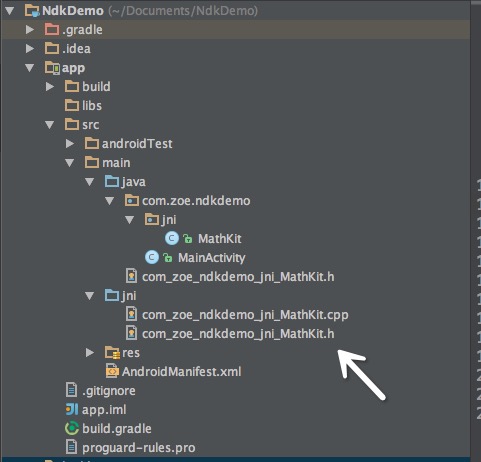 NdkDemo (~/Documents/NdkDemo)
.gradle
.idea
app
build
libs
src
androidTest
main
java
com.zoe.ndkdemo
jni
MathKit
MainActivity
com_zoe_ndkdemo_jni_MathKit.h
jni
com_zoe_ndkdemo_jni_MathKit.cpp
com_zoe_ndkdemo_jni_MathKit.h
res
AndroidManifest.xml
.gitignore
app.iml
build.gradle
proguard-rules.pro